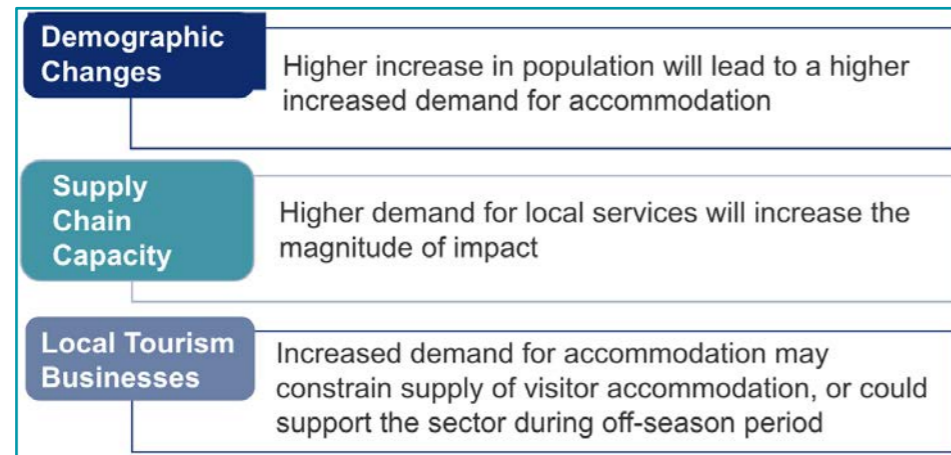 Demographic
Changes
Higher increase in population will lead to a higher
increased demand for accommodation
Supply
Chain
Capacity
Higher demand for local services will increase the
magnitude of impact
Local Tourism
Businesses
Increased demand for accommodation may
constrain supply of visitor accommodation, or could
support the sector during off-season period